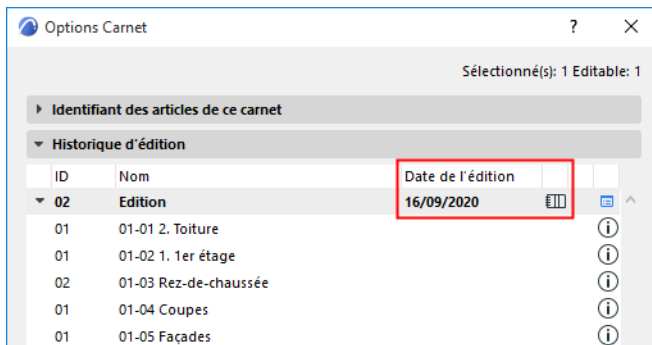 Options Carnet ? ×
Sélectionné(s): 1 Editable: 1
Identifiant des articles de ce carnet
Historique d'édition
ID Nom Date de l'édition
02 Edition 16/09/2020
01 01-01 2. Toiture
01 01-02 1. 1er étage
02 01-03 Rez-de-chaussée
01 01-04 Coupes
01 01-05 Façades